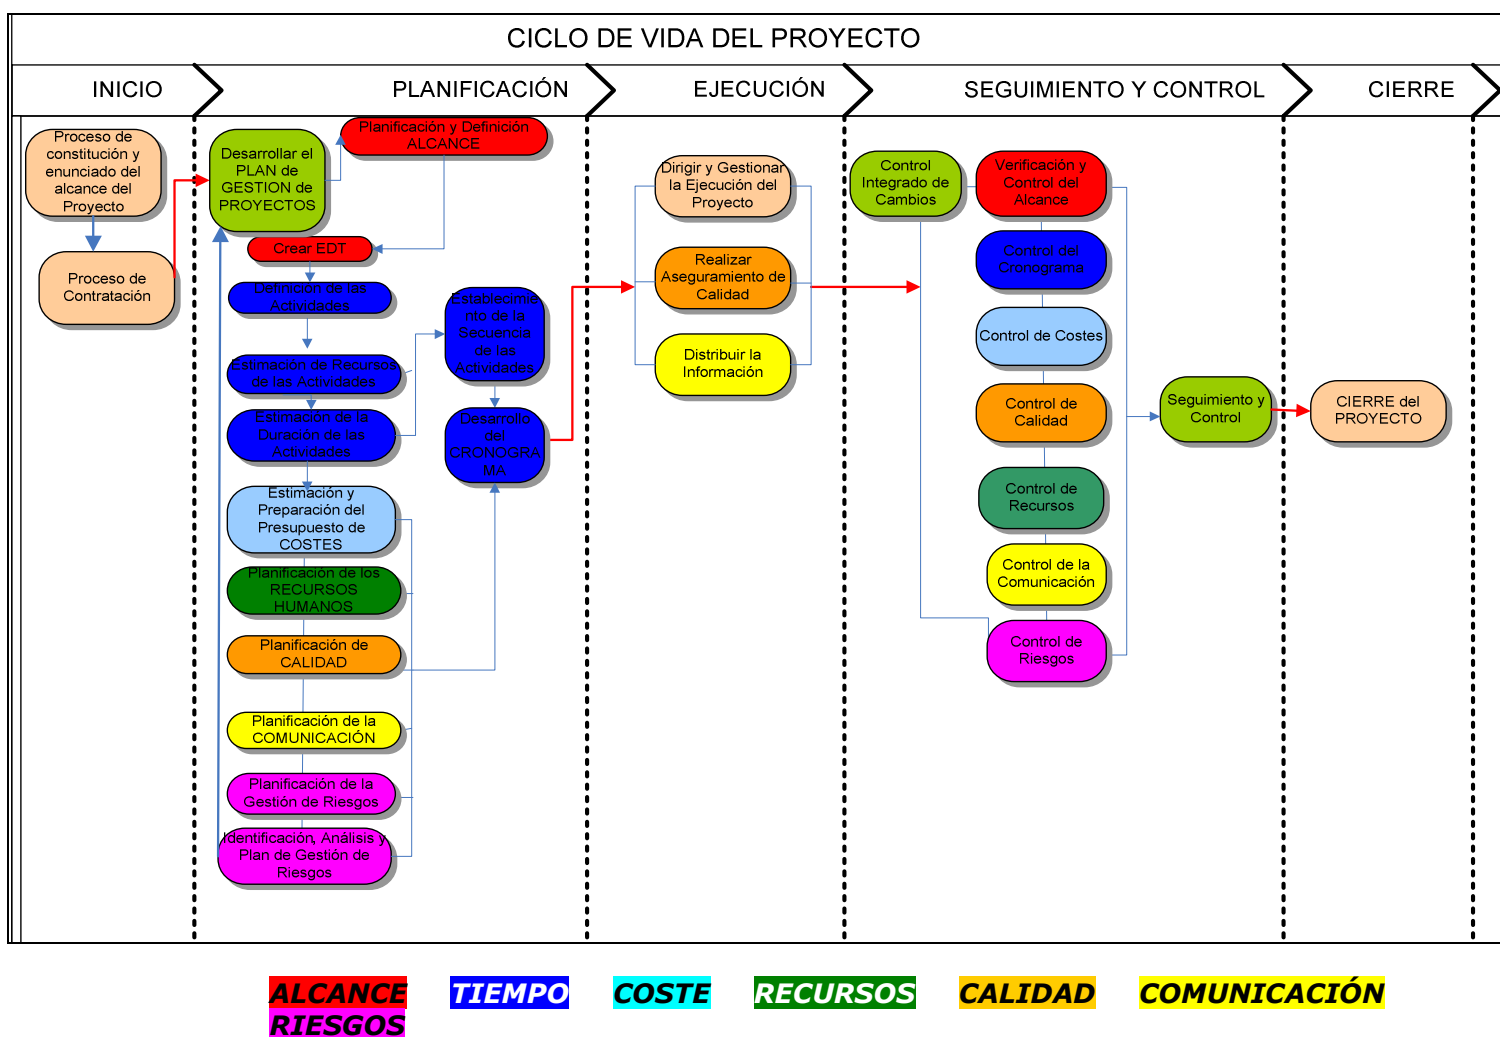 CICLO DE VIDA DEL PROYECTO
INICIO
PLANIFICACIÓN
EJECUCIÓN
SEGUIMIENTO Y CONTROL
CIERRE
Proceso de
constitución y
enunciado del
alcance del
Proyecto
Proceso de
Contratación
Desarrollar el
PLAN de
GESTION de
PROYECTOS
Planificación y Definición
ALCANCE
Crear EDT
Definición de las
Actividades
Estimación de Recursos
de las Actividades
Estimación de la
Duración de las
Actividades
Establecimie
nto de la
Secuencia
de las
Actividades
Desarrollo
del
CRONOGRA
MA
Estimación y
Preparación del
Presupuesto de
COSTES
Planificación de los
RECURSOS
HUMANOS
Planificación de
CALIDAD
Planificación de la
COMUNICACIÓN
Planificación de la
Gestión de Riesgos
Identificación, Análisis y
Plan de Gestión de
Riesgos
Dirigir y Gestionar
la Ejecución del
Proyecto
Realizar
Aseguramiento de
Calidad
Distribuir la
Información
Control
Integrado de
Cambios
Verificación y
Control del
Alcance
Control del
Cronograma
Control de Costes
Control de
Calidad
Control de
Recursos
Control de la
Comunicación
Control de
Riesgos
Seguimiento y
Control
CIERRE del
PROYECTO
ALCANCE TIEMPO COSTE RECURSOS CALIDAD COMUNICACIÓN
RIESGOS